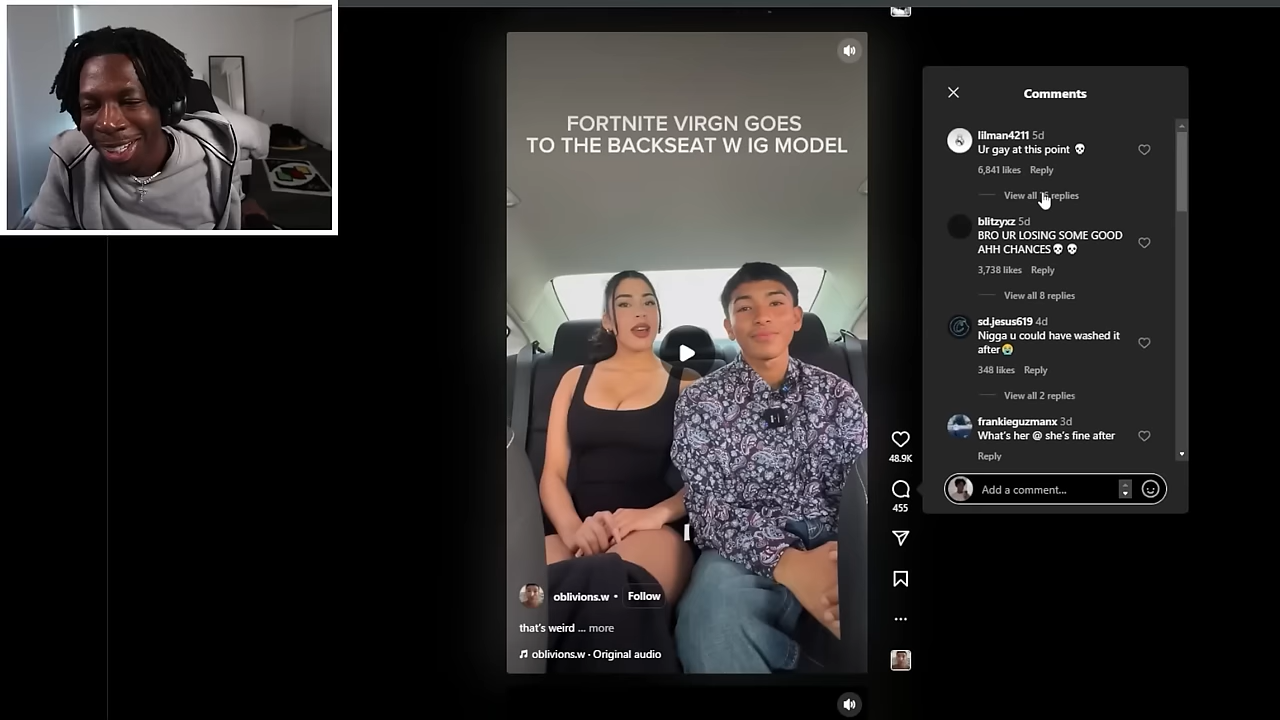 FORTNITE VIRGN GOES
TO THE BACKSEAT W IG MODEL
oblivions.w • Follow
that's weird ... more
oblivions.w · Original audio
48.9K
455
Comments
lilman4211 5d
Ur gay at this point 💀
6,841 likes Reply
View all replies
blitzyxz 5d
BRO UR LOSING SOME GOOD
AHH CHANCES💀 💀
3,738 likes Reply
View all 8 replies
sd.jesus619 4d
Nigga u could have washed it
after😭
348 likes Reply
View all 2 replies
frankieguzmanx 3d
What's her @ she's fine after
Reply
Add a comment...